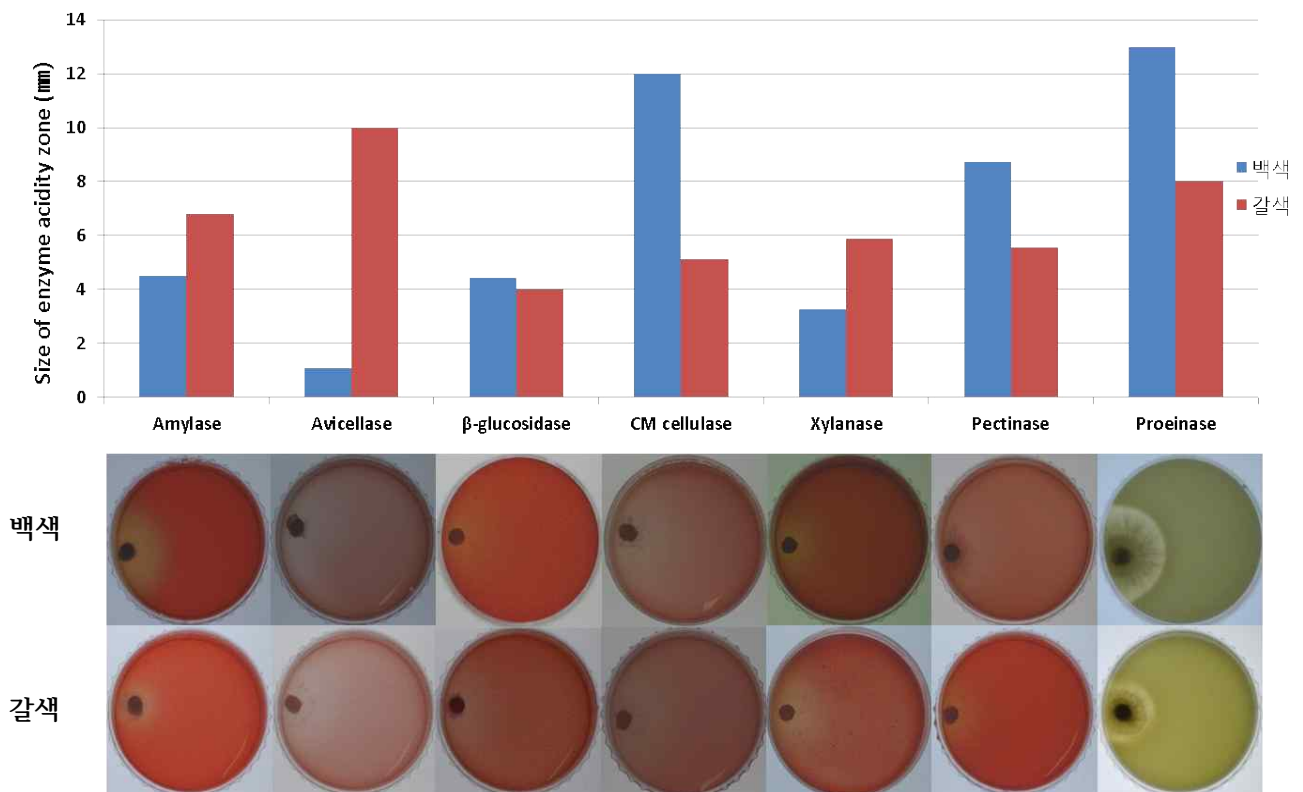 14
12
10
8
6
4
2
0
Size of enzyme acidity zone (㎜)
백색
갈색
Amylase Avicellase β-glucosidase CM cellulase Xylanase Pectinase Proeinase
백색
갈색